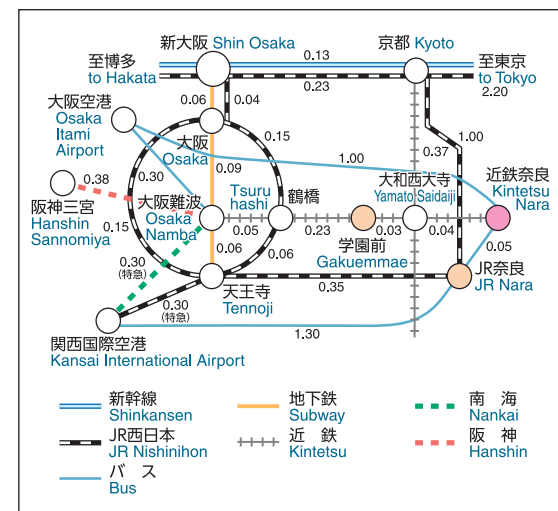 新大阪 Shin Osaka
0.13
京都 Kyoto
至博多
to Hakata
至東京
to Tokyo
0.23
2.20
0.06
0.04
大阪空港
Osaka
Itami
Airport
大阪
Osaka
0.15
1.00
0.37
0.30
0.09
1.00
近鉄奈良
Kintetsu
Nara
0.38
阪神三宮
Hanshin
Sannomiya
大阪難波
Osaka
Namba
Tsuru
hashi
鶴橋
大和西大寺
Yamato Saidaiji
0.15
0.05
0.23
0.03
0.04
学園前
Gakuemmae
0.05
0.06
0.06
0.30
(特急)
天王寺
Tennoji
0.35
JR奈良
JR Nara
0.30
(特急)
関西国際空港
Kansai International Airport
1.30
新幹線
Shinkansen
地下鉄
Subway
南 海
Nankai
JR西日本
JR Nishinihon
近 鉄
Kintetsu
阪 神
Hanshin
バ ス
Bus